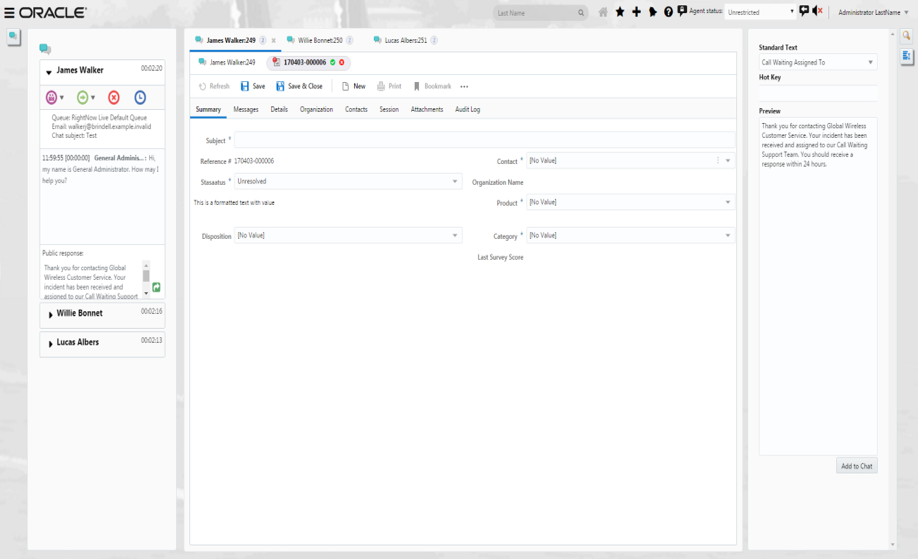 ORACLE
Last Name
Agent status:
Unrestricted
Administrator LastName
James Walker
00:02:20
Queue: RightNow Live Default Queue
Email: walkerj@brindell.example.invalid
Chat subject: Test
11:59:55 [00:00:00] General Adminis... : Hi,
my name is General Administrator. How may I
help you?
Public response:
Thank you for contacting Global
Wireless Customer Service. Your
incident has been received and
assigned to our Call Waiting Support
Willie Bonnet
00:02:16
Lucas Albers
00:02:13
James Walker:249
Willie Bonnet:250
Lucas Albers:251
James Walker:249
170403-000006
Refresh
Save
Save & Close
New
Print
Bookmark
Summary
Messages
Details
Organization
Contacts
Session
Attachments
Audit Log
Subject *
Reference # 170403-000006
Contact * [No Value]
Stasaatus * Unresolved
Organization Name
This is a formatted text with value
Product * [No Value]
Disposition [No Value]
Category * [No Value]
Last Survey Score
Standard Text
Call Waiting Assigned To
Hot Key
Preview
Thank you for contacting Global Wireless
Customer Service. Your incident has been
received and assigned to our Call Waiting
Support Team. You should receive a
response within 24 hours.
Add to Chat